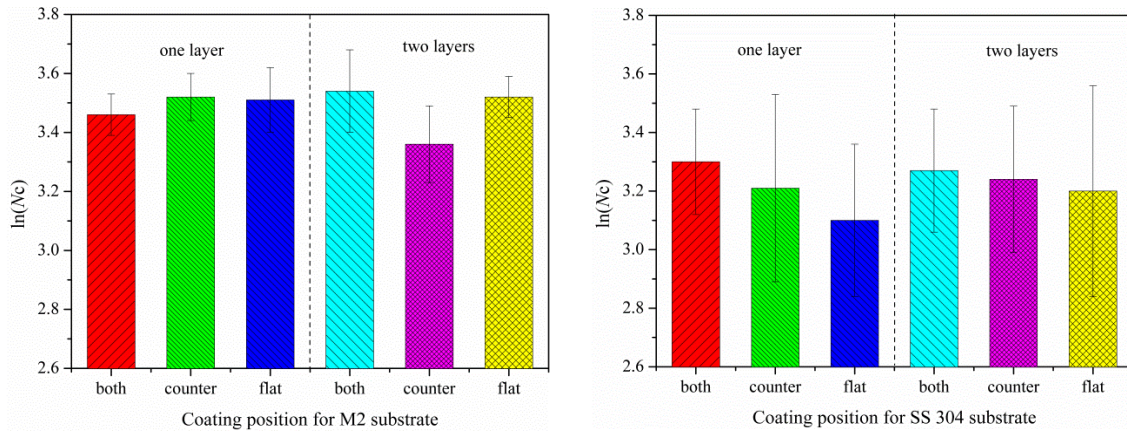 3.8
3.6
3.4
3.2
3.0
2.8
2.6
ln(Nc)
one layer
two layers
both counter flat both counter flat
Coating position for M2 substrate
3.8
3.6
3.4
3.2
3.0
2.8
2.6
ln(Nc)
one layer
two layers
both counter flat both counter flat
Coating position for SS 304 substrate